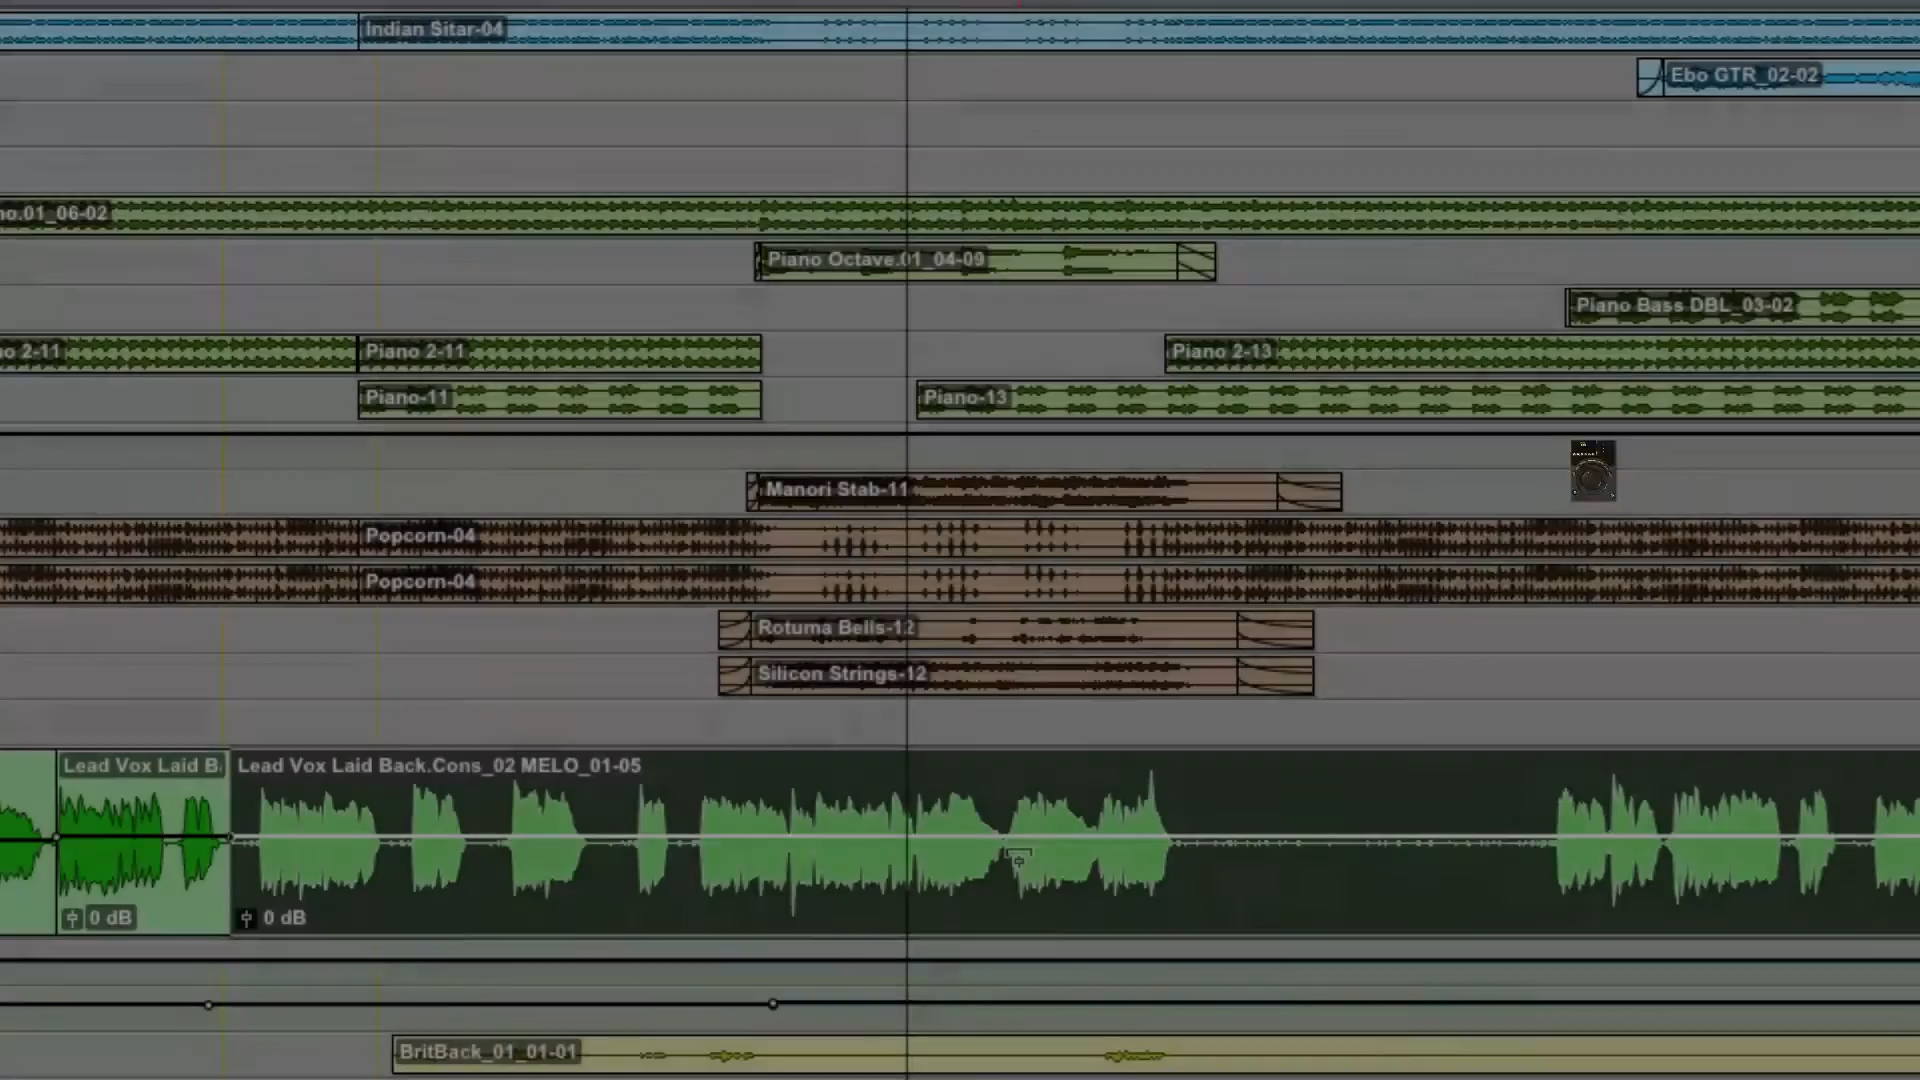 Indian Sitar-04
Ebo GTR_02-02
no.01_06-02
Piano Octave.01_04-09
Piano Bass DBL_03-02
no 2-11
Piano 2-11
Piano 2-13
Piano-11
Piano-13
Manori Stab-11
Popcorn-04
Popcorn-04
Rotuma Bells-12
Silicon Strings-12
Lead Vox Laid B
Lead Vox Laid Back.Cons_02 MELO_01-05
0 dB
0 dB
BritBack_01_01-01